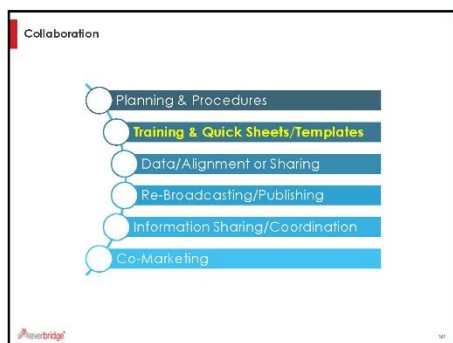 Collaboration
Planning & Procedures
Training & Quick Sheets/Templates
Data/Alignment or Sharing
Re-Broadcasting/Publishing
Information Sharing/Coordination
Co-Marketing
everbridge